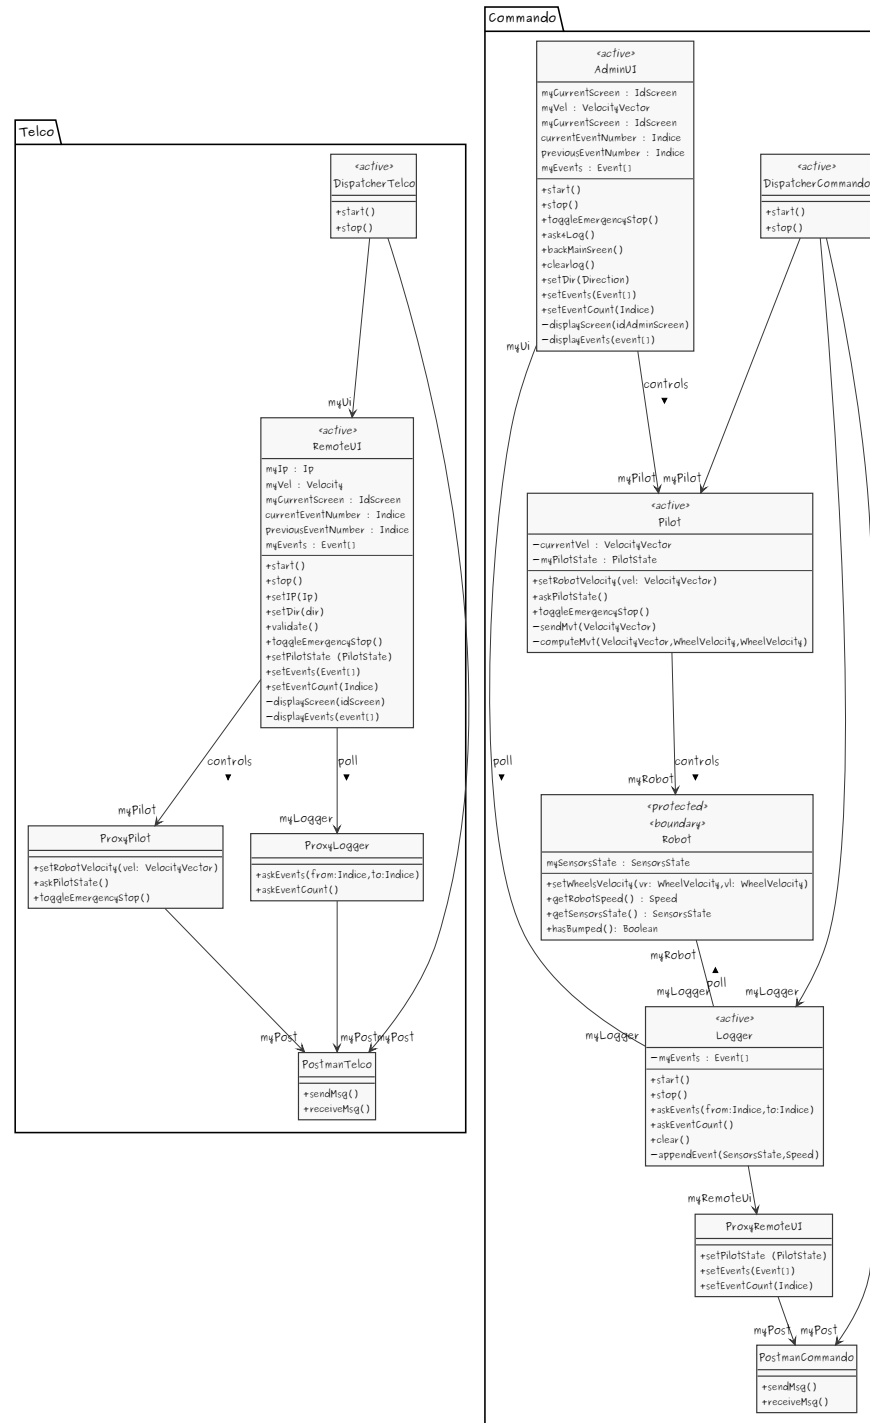 Telco
«active»
DispatcherTelco
+start()
+stop()
myUi
«active»
RemoteUI
myIp : Ip
myVel : Velocity
myCurrentScreen : IdScreen
currentEventNumber : Indice
previousEventNumber : Indice
myEvents : Event[]
+start()
+stop()
+setIP(Ip)
+setDir(dir)
+validate()
+toggleEmergencyStop()
+setPilotState (PilotState)
+setEvents(Event[])
+setEventCount(Indice)
-displayScreen(idScreen)
-displayEvents(event[])
controls
▼
poll
▼
myPilot
myLogger
ProxyPilot
+setRobotVelocity(vel: VelocityVector)
+askPilotState()
+toggleEmergencyStop()
ProxyLogger
+askEvents(from:Indice,to:Indice)
+askEventCount()
myPost
myPost
myPost
PostmanTelco
+sendMsg()
+receiveMsg()
Commando
«active»
AdminUI
myCurrentScreen : IdScreen
myVel : VelocityVector
myCurrentScreen : IdScreen
currentEventNumber : Indice
previousEventNumber : Indice
myEvents : Event[]
+start()
+stop()
+toggleEmergencyStop()
+ask4Log()
+backMainSreen()
+clearlog()
+setDir(Direction)
+setEvents(Event[])
+setEventCount(Indice)
-displayScreen(idAdminScreen)
-displayEvents(event[])
«active»
DispatcherCommando
+start()
+stop()
myUi
controls
▼
myPilot
myPilot
«active»
Pilot
-currentVel : VelocityVector
-myPilotState : PilotState
+setRobotVelocity(vel: VelocityVector)
+askPilotState()
+toggleEmergencyStop()
-sendMvt(VelocityVector)
-computeMvt(VelocityVector,WheelVelocity,WheelVelocity)
poll
▼
controls
▼
myRobot
«protected»
«boundary»
Robot
mySensorsState : SensorsState
+setWheelsVelocity(vr: WheelVelocity,vl: WheelVelocity)
+getRobotSpeed() : Speed
+getSensorsState() : SensorsState
+hasBumped(): Boolean
myRobot
▲
poll
myLogger
myLogger
myLogger
«active»
Logger
-myEvents : Event[]
+start()
+stop()
+askEvents(from:Indice,to:Indice)
+askEventCount()
+clear()
-appendEvent(SensorsState,Speed)
myRemoteUi
ProxyRemoteUI
+setPilotState (PilotState)
+setEvents(Event[])
+setEventCount(Indice)
myPost
myPost
PostmanCommando
+sendMsg()
+receiveMsg()